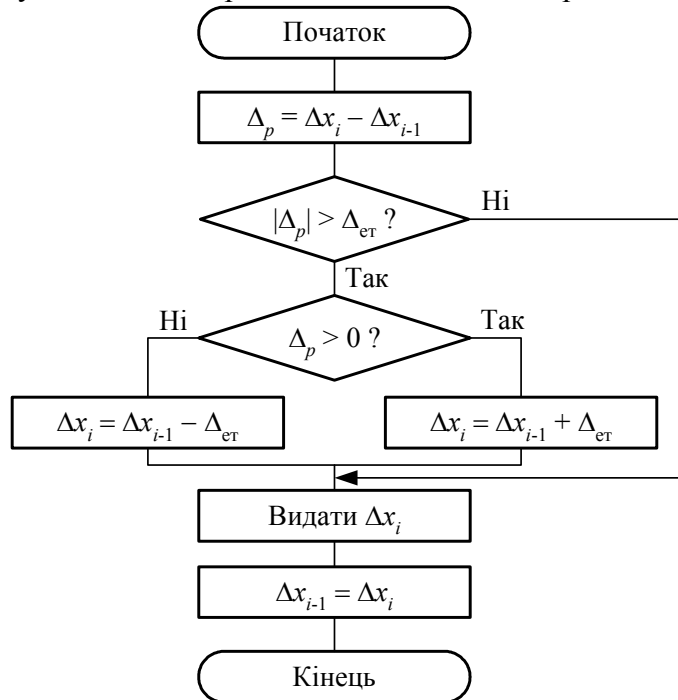 Початок
Δp = Δxi − Δxi-1
|Δp| > Δет ?
Ні
Так
Δp > 0 ?
Ні
Так
Δxi = Δxi-1 − Δет
Δxi = Δxi-1 + Δет
Видати Δxi
Δxi-1 = Δxi
Кінець